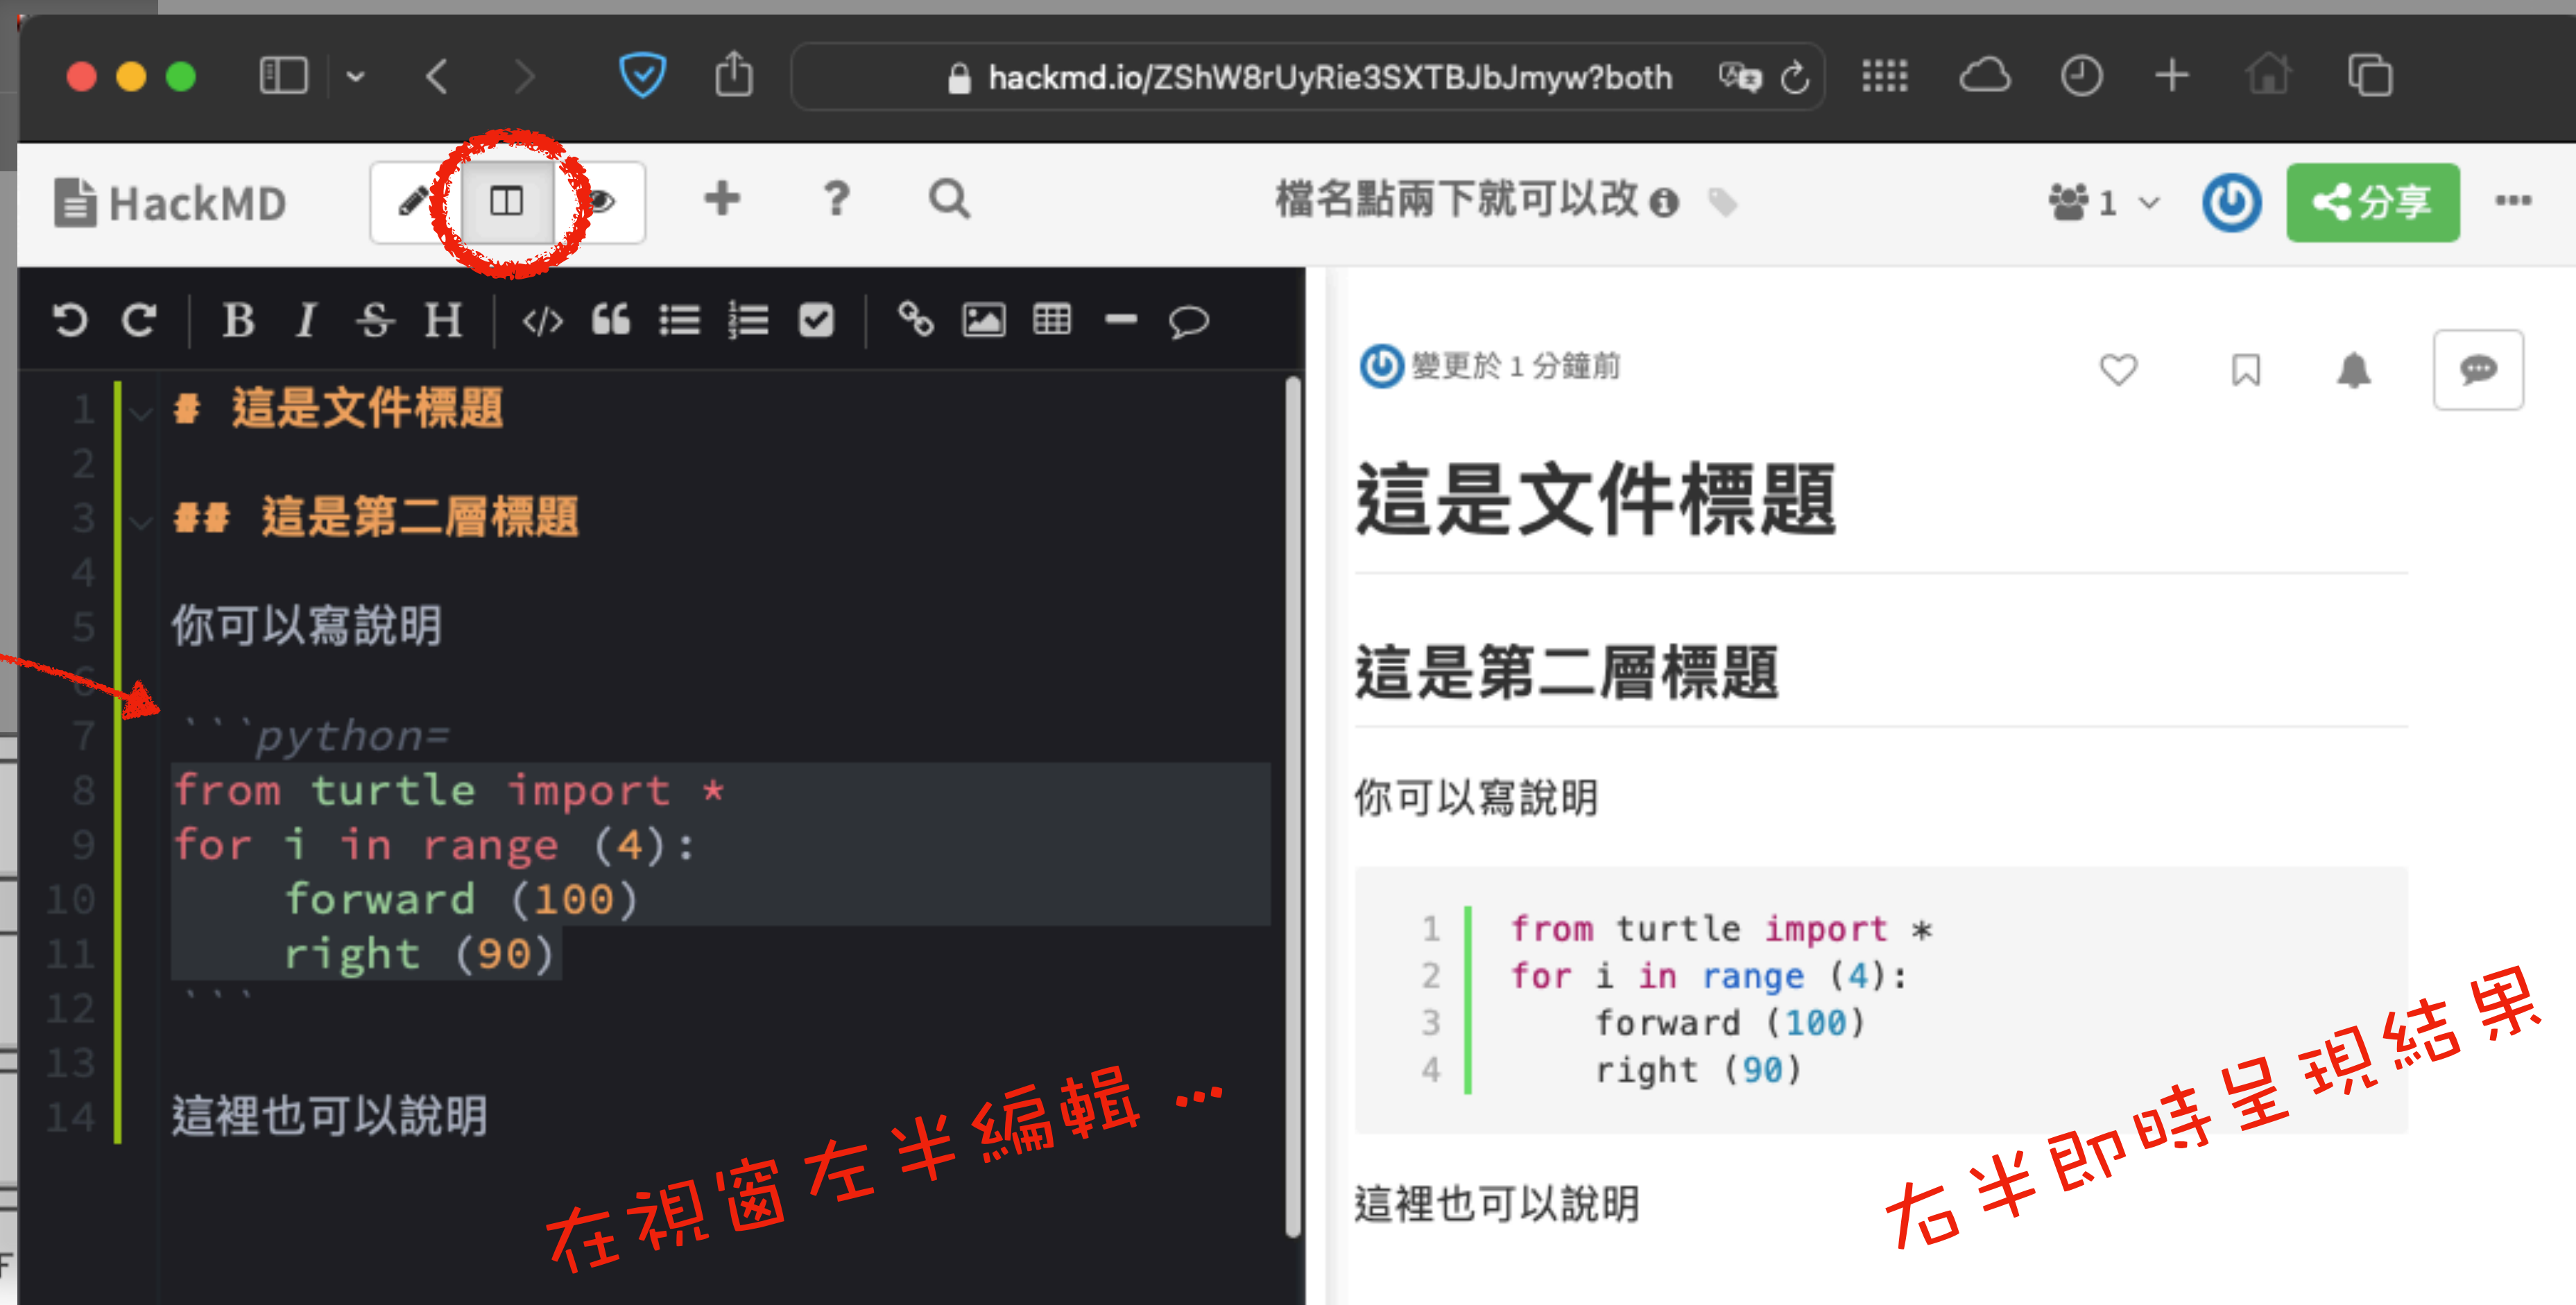 hackmd.io/ZShW8rUyRie3SXTBJbJmyw?both
HackMD
檔名點兩下就可以改
1
分享
B I S H
變更於 1 分鐘前
1 # 這是文件標題
2
3 ## 這是第二層標題
4
5 你可以寫說明
6
7 ```python=
8 from turtle import *
9 for i in range (4):
10     forward (100)
11     right (90)
12 ```
13
14 這裡也可以說明
在視窗左半編輯 ...
這是文件標題
這是第二層標題
你可以寫說明
1 from turtle import *
2 for i in range (4):
3     forward (100)
4     right (90)
這裡也可以說明
右半即時呈現結果